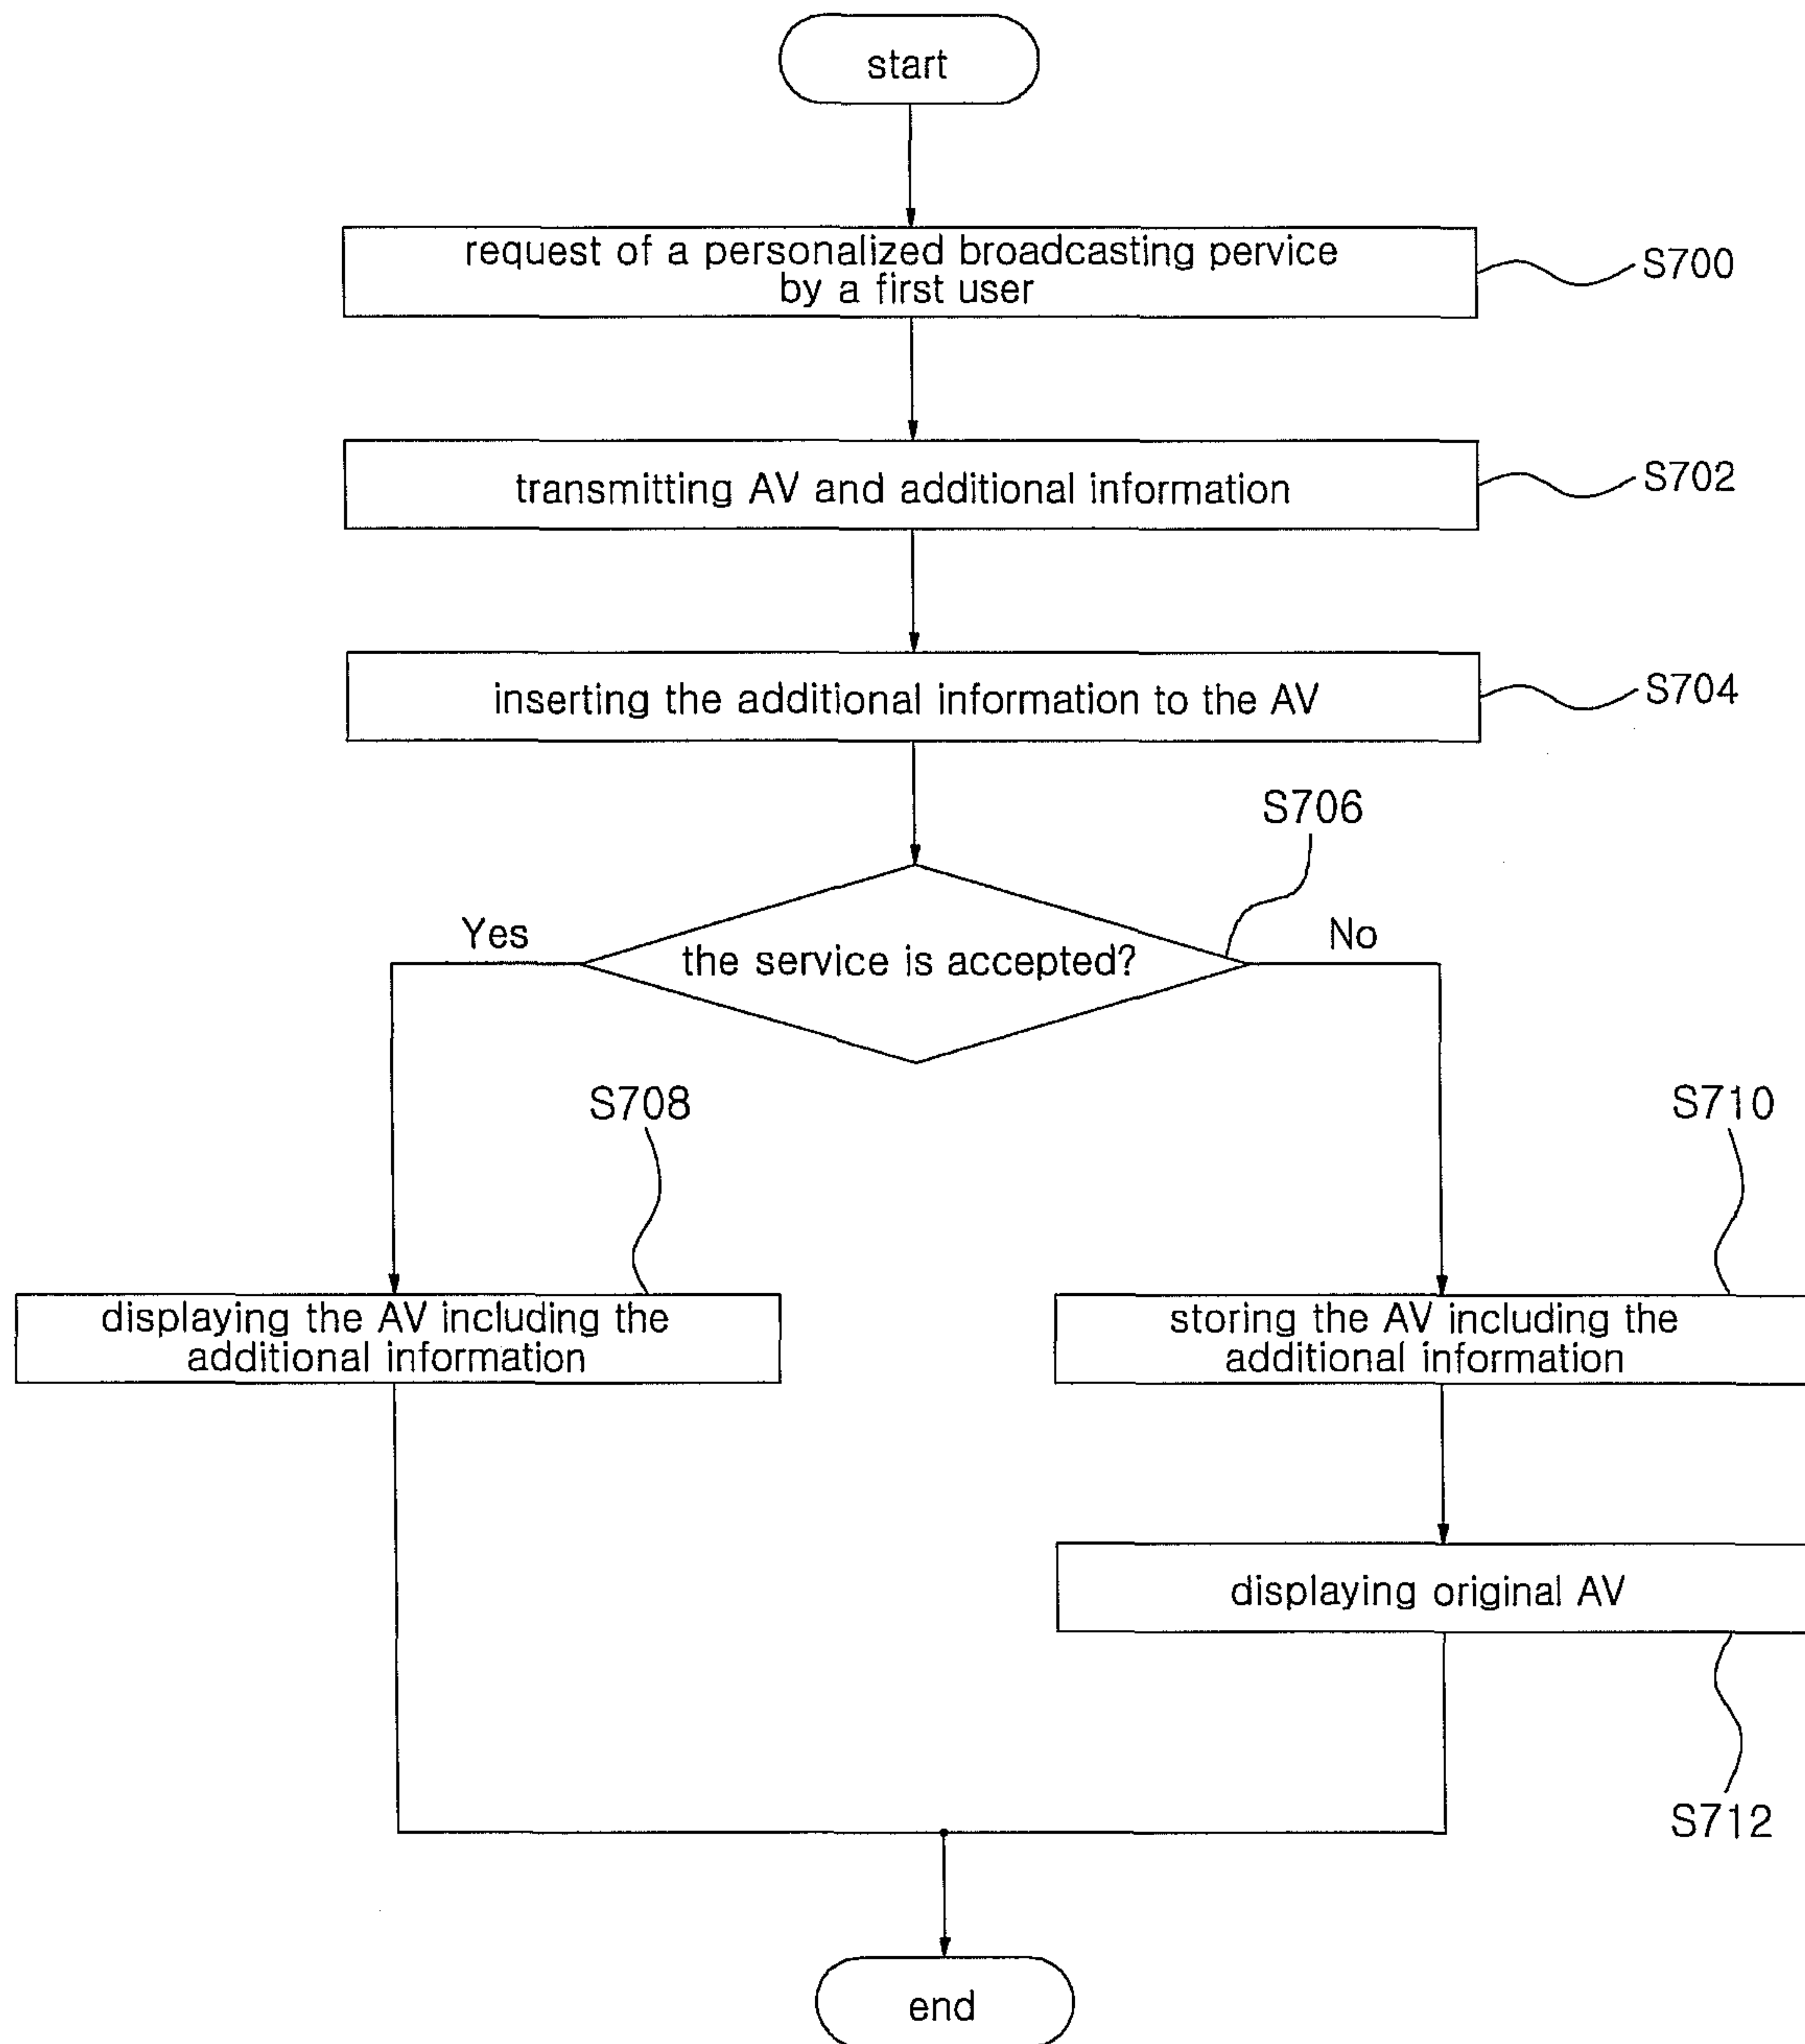 start
request of a personalized broadcasting pervice
by a first user
S700
transmitting AV and additional information
S702
inserting the additional information to the AV
S704
S706
Yes
the service is accepted?
No
S708
S710
displaying the AV including the
additional information
storing the AV including the
additional information
displaying original AV
S712
end